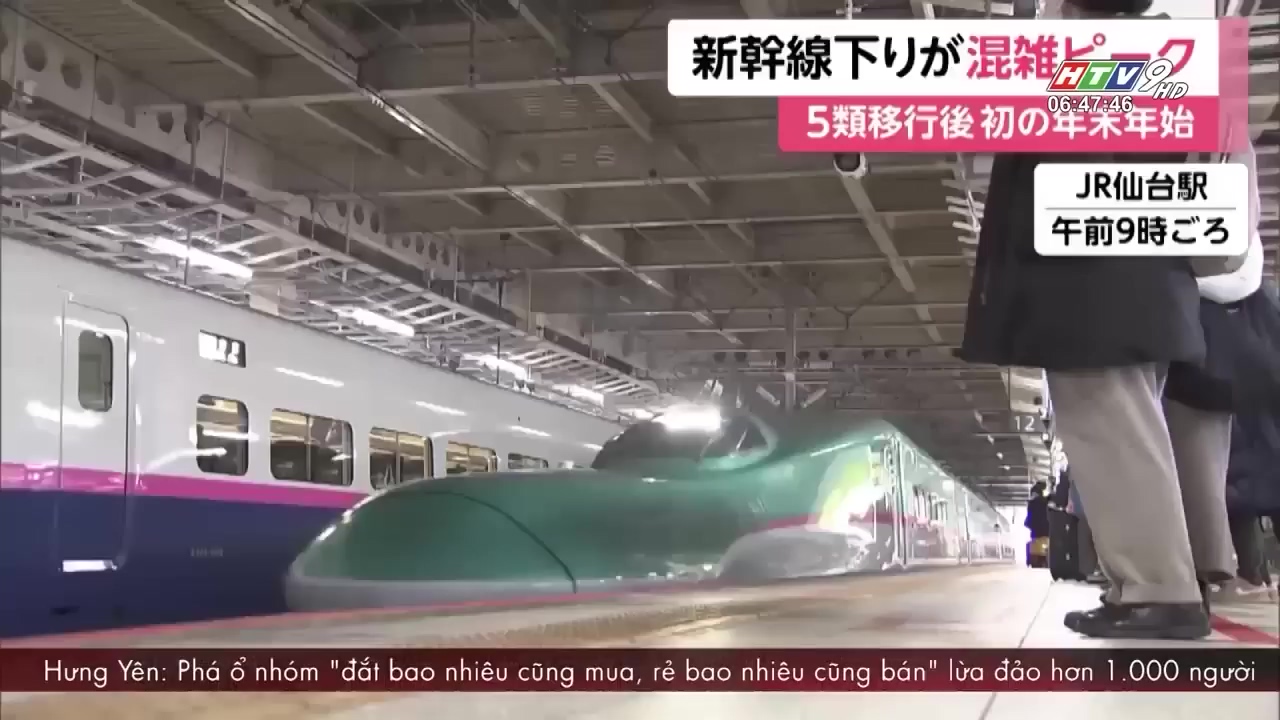 新幹線下りが混雑ピーク
HTV9 HD
06:47:46
5類移行後 初の年末年始
JR仙台駅
午前9時ごろ
12
Hưng Yên: Phá ổ nhóm "đắt bao nhiêu cũng mua, rẻ bao nhiêu cũng bán" lừa đảo hơn 1.000 người